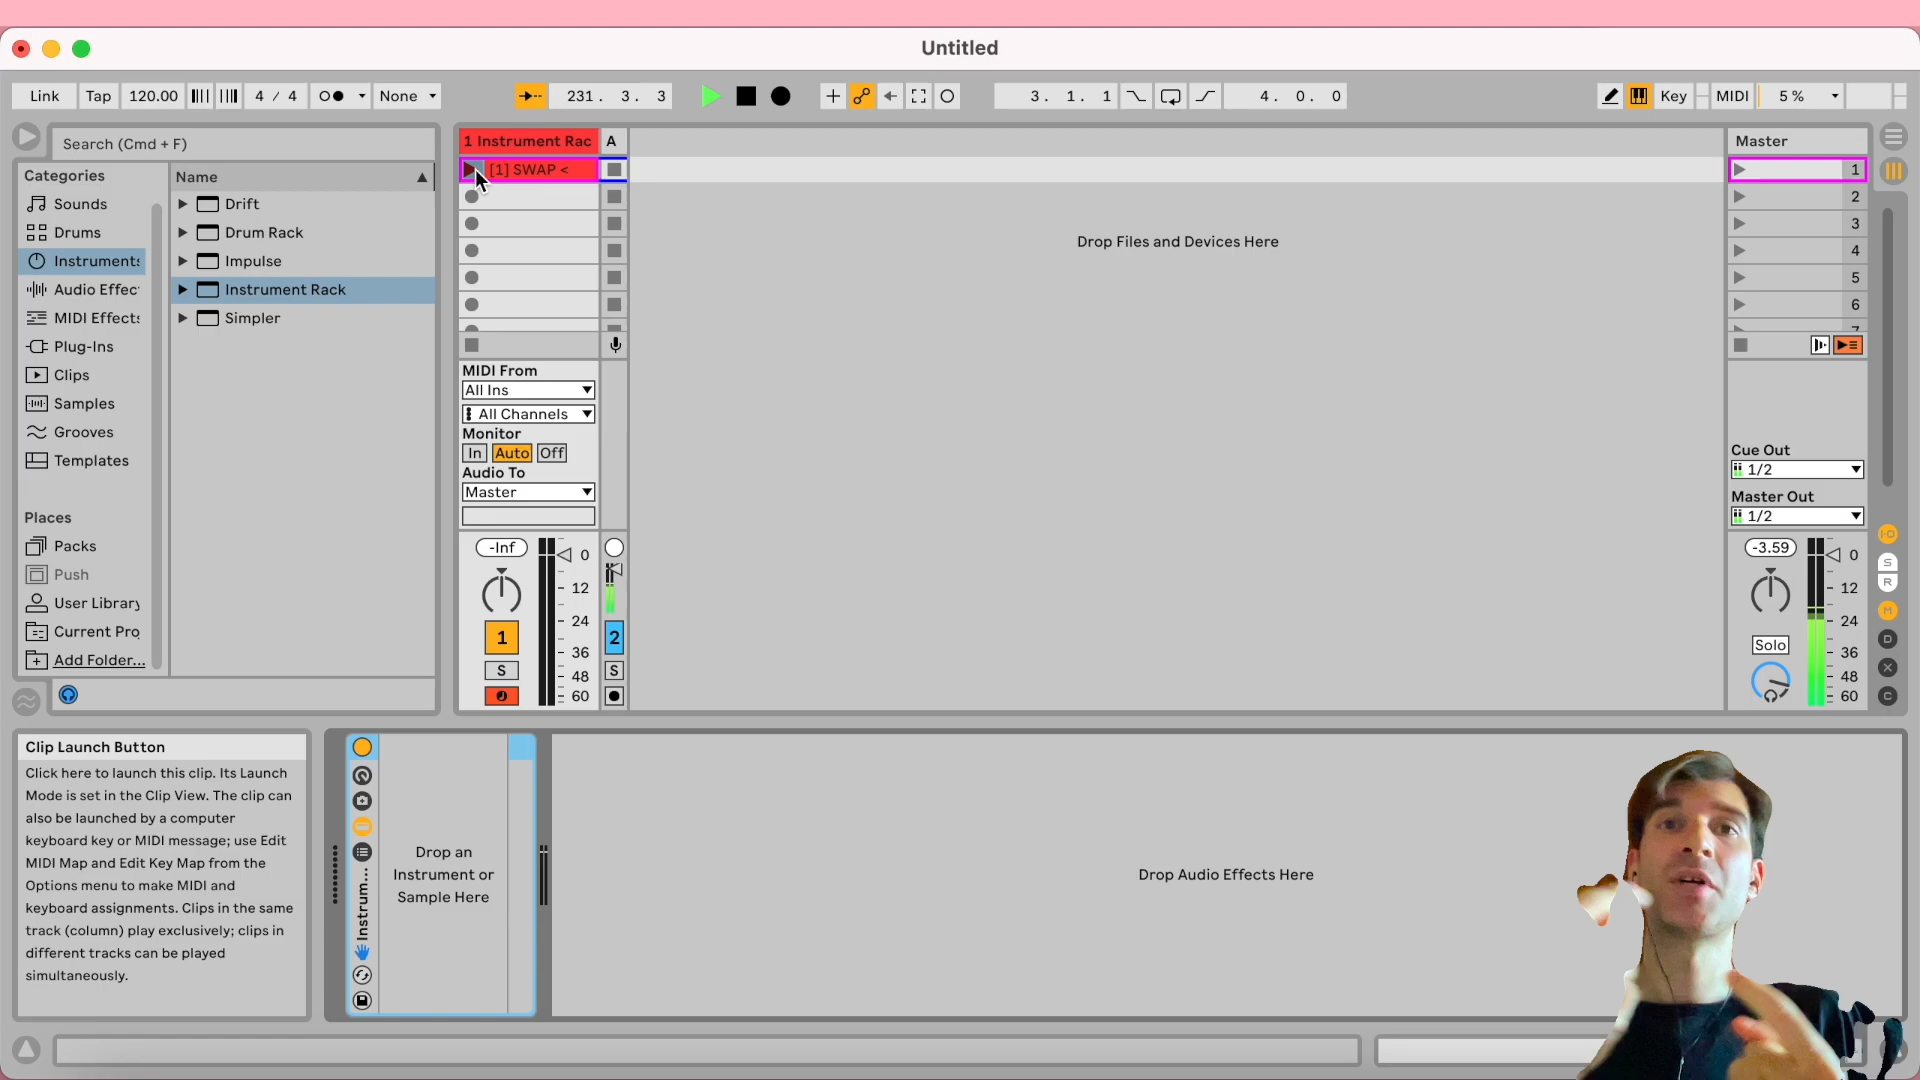 Untitled
Link Tap 120.00 4 / 4 None 231. 3. 3 3. 1. 1 4. 0. 0 Key MIDI 5 %
Search (Cmd + F)
Categories
Sounds
Drums
Instruments
Audio Effec
MIDI Effects
Plug-Ins
Clips
Samples
Grooves
Templates
Places
Packs
Push
User Library
Current Pro
Add Folder...
Name
Drift
Drum Rack
Impulse
Instrument Rack
Simpler
1 Instrument Rac A
[1] SWAP <
MIDI From
All Ins
All Channels
Monitor
In Auto Off
Audio To
Master
-Inf
0
12
24
36
48
60
1
S
2
S
Drop Files and Devices Here
Master
1
2
3
4
5
6
7
Cue Out
1/2
Master Out
1/2
-3.59
0
12
24
36
48
60
Solo
I-O
S
R
M
D
X
C
Clip Launch Button
Click here to launch this clip. Its Launch
Mode is set in the Clip View. The clip can
also be launched by a computer
keyboard key or MIDI message; use Edit
MIDI Map and Edit Key Map from the
Options menu to make MIDI and
keyboard assignments. Clips in the same
track (column) play exclusively; clips in
different tracks can be played
simultaneously.
Instrum...
Drop an
Instrument or
Sample Here
Drop Audio Effects Here